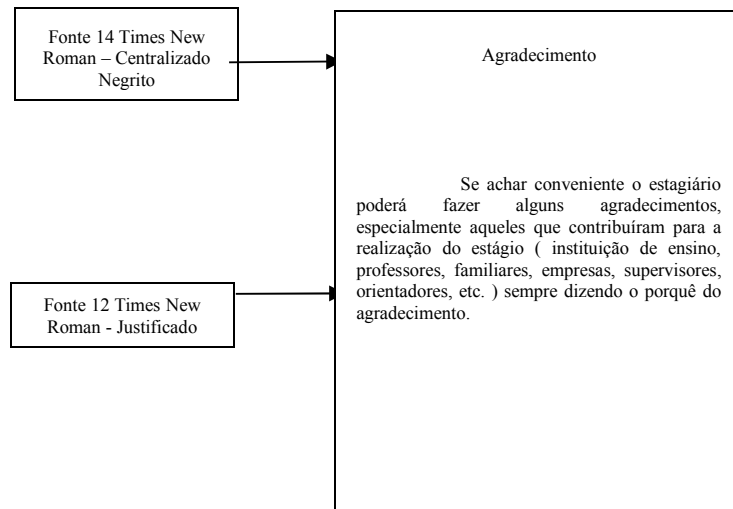 Fonte 14 Times New
Roman – Centralizado
Negrito
Agradecimento
Se achar conveniente o estagiário
poderá fazer alguns agradecimentos,
especialmente aqueles que contribuíram para a
realização do estágio ( instituição de ensino,
professores, familiares, empresas, supervisores,
orientadores, etc. ) sempre dizendo o porquê do
agradecimento.
Fonte 12 Times New
Roman - Justificado